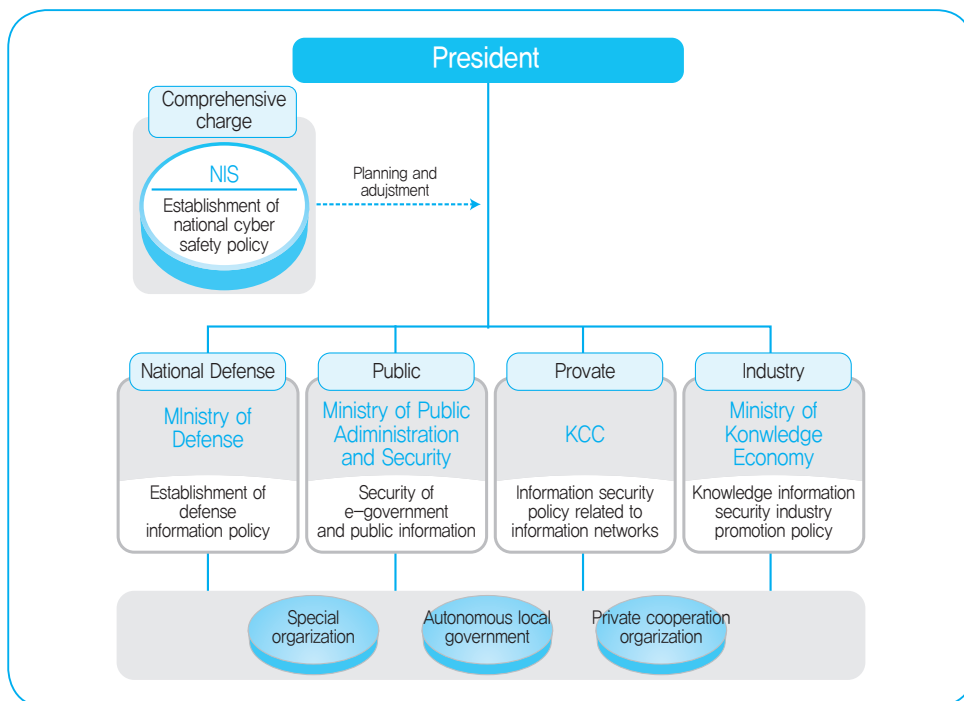 President
Comprehensive
charge
NIS
Establishment of
national cyber
safety policy
Planning and
adujstment
National Defense
MInistry of
Defense
Establishment of
defense
information policy
Public
Ministry of Public
Adiministration
and Security
Security of
e-government
and public information
Provate
KCC
Information security
policy related to
information networks
Industry
Ministry of
Konwledge
Economy
Knowledge information
security industry
promotion policy
Special
orgarization
Autonomous local
government
Private cooperation
orgarization